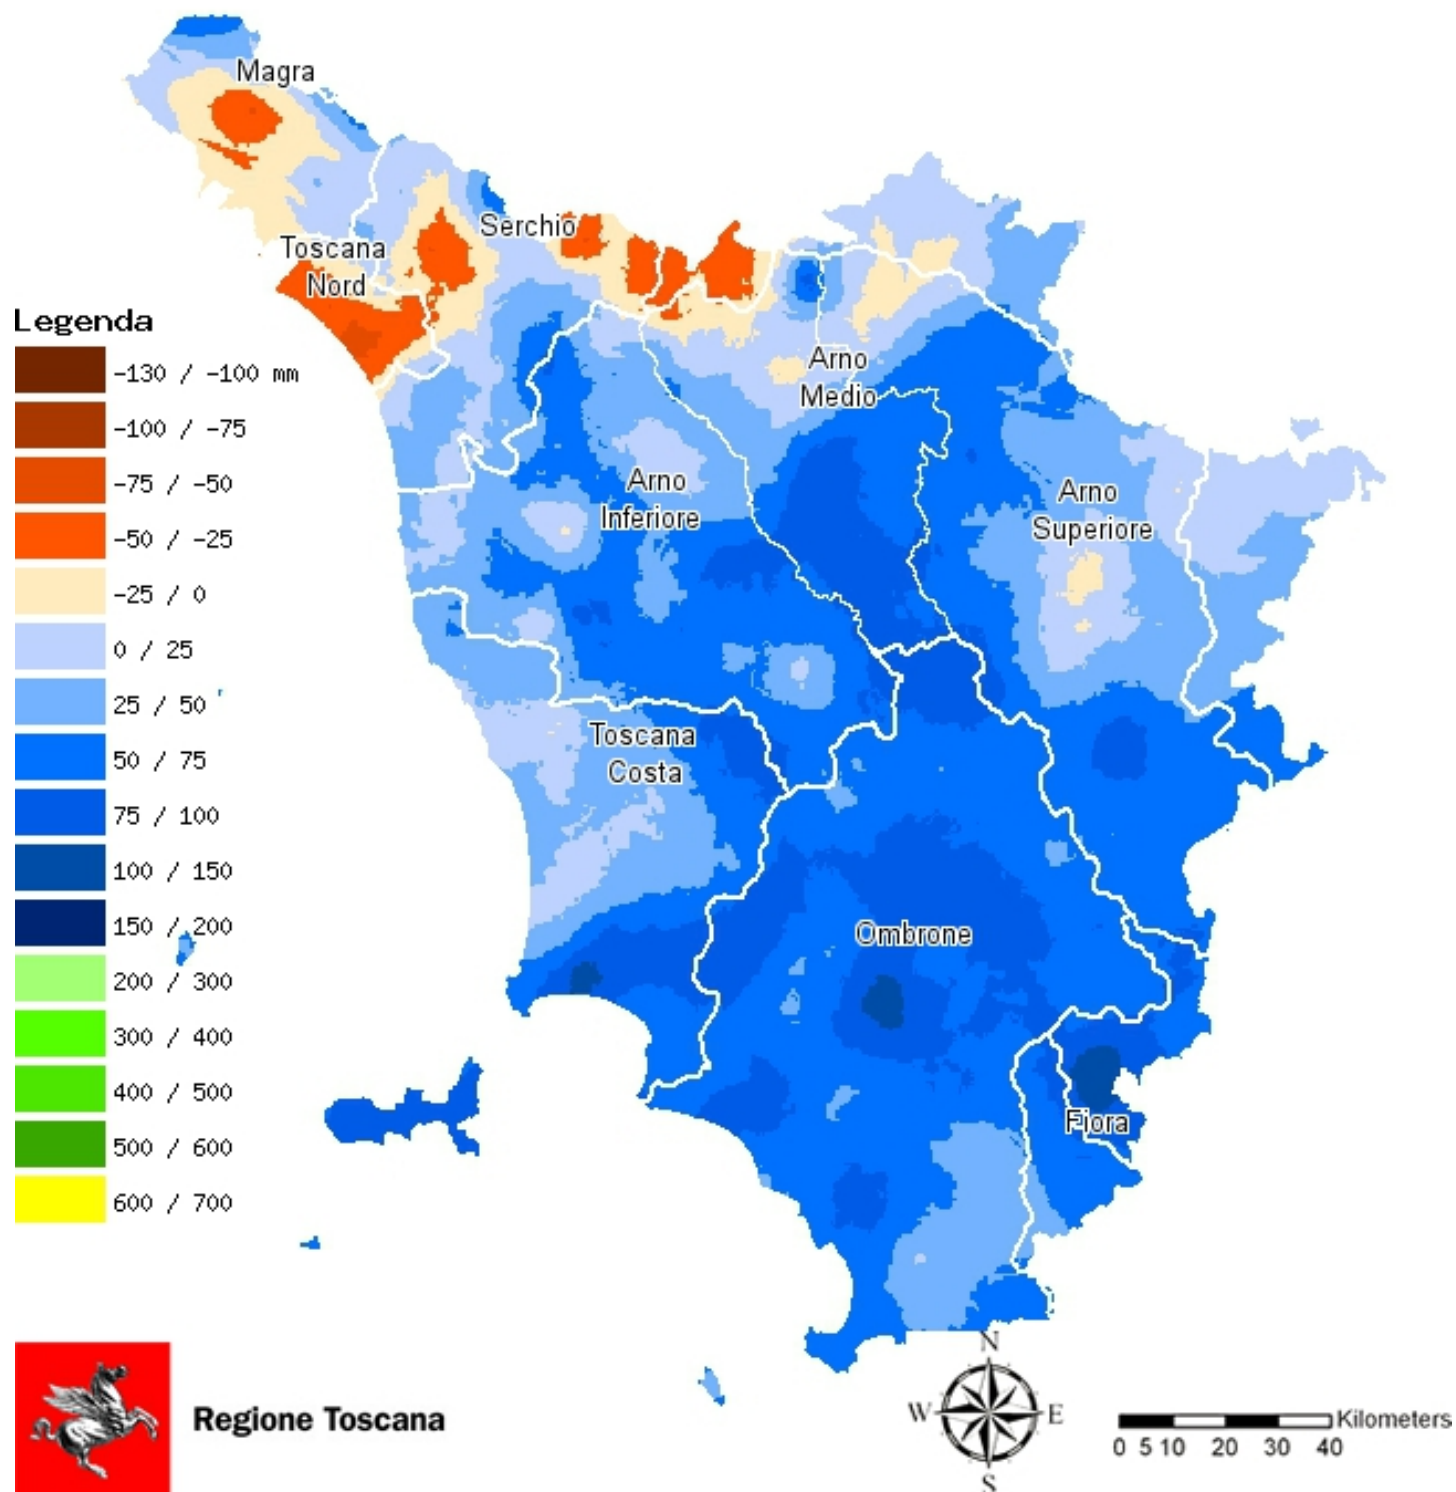 Magra
Serchio
Toscana
Nord
Legenda
-130 / -100 mm
-100 / -75
-75 / -50
-50 / -25
-25 / 0
0 / 25
25 / 50
50 / 75
75 / 100
100 / 150
150 / 200
200 / 300
300 / 400
400 / 500
500 / 600
600 / 700
Arno
Medio
Arno
Inferiore
Arno
Superiore
Toscana
Costa
Ombrone
Fiora
Regione Toscana
N
W E
S
Kilometers
0 5 10 20 30 40